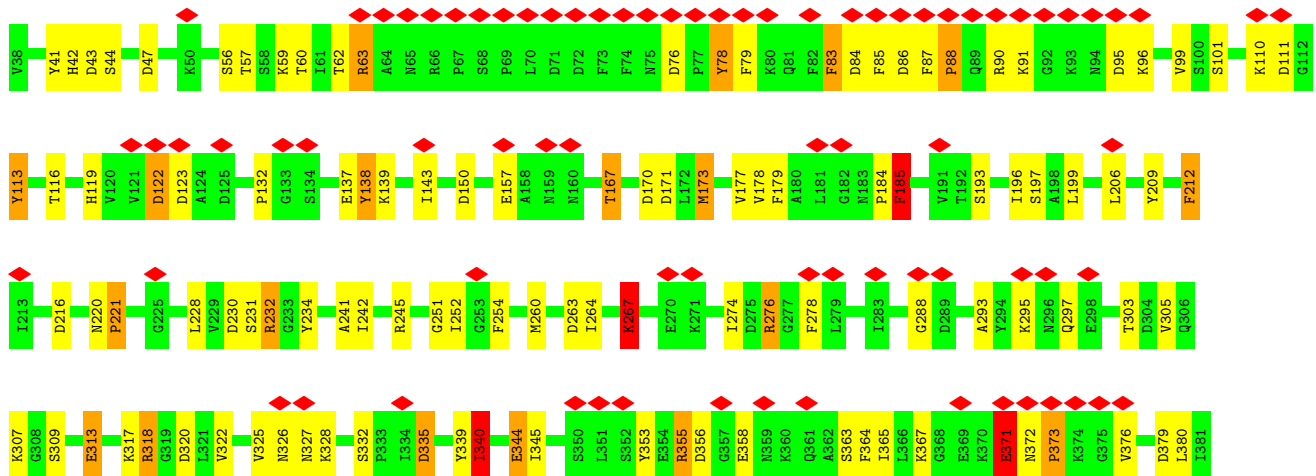 V38 Y41 H42 D43 S44 D47 K50 S56 T57 S58 K59 T60 I61 T62 R63 A64 N65 R66 P67 S68 P69 L70 D71 D72 F73 F74 N75 D76 P77 Y78 F79 K80 Q81 F82 F83 D84 F85 D86 F87 P88 Q89 R90 K91 G92 K93 N94 D95 K96 V99 S100 S101 K110 D111 G112
Y113 T116 H119 V120 V121 D122 D123 A124 D125 P132 G133 S134 E137 Y138 K139 I143 D150 E157 A158 N159 N160 T167 D170 D171 L172 M173 V177 V178 F179 A180 L181 G182 N183 P184 F185 V191 T192 S193 I196 S197 A198 L199 L206 Y209 F212
I213 D216 N220 P221 G225 L228 V229 D230 S231 R232 G233 Y234 A241 I242 R245 G251 I252 G253 F254 M260 D263 I264 K267 E270 K271 I274 D275 R276 G277 F278 L279 I283 G288 D289 A293 Y294 K295 N296 Q297 E298 T303 D304 V305 Q306
K307 G308 S309 E313 K317 R318 G319 D320 L321 V322 V325 N326 N327 K328 S332 P333 I334 D335 Y339 I340 E344 I345 S350 L351 S352 Y353 E354 R355 D356 G357 E358 N359 K360 Q361 A362 S363 F364 I365 L366 K367 G368 E369 K370 E371 N372 P373 K374 G375 V376 D379 L380 I381